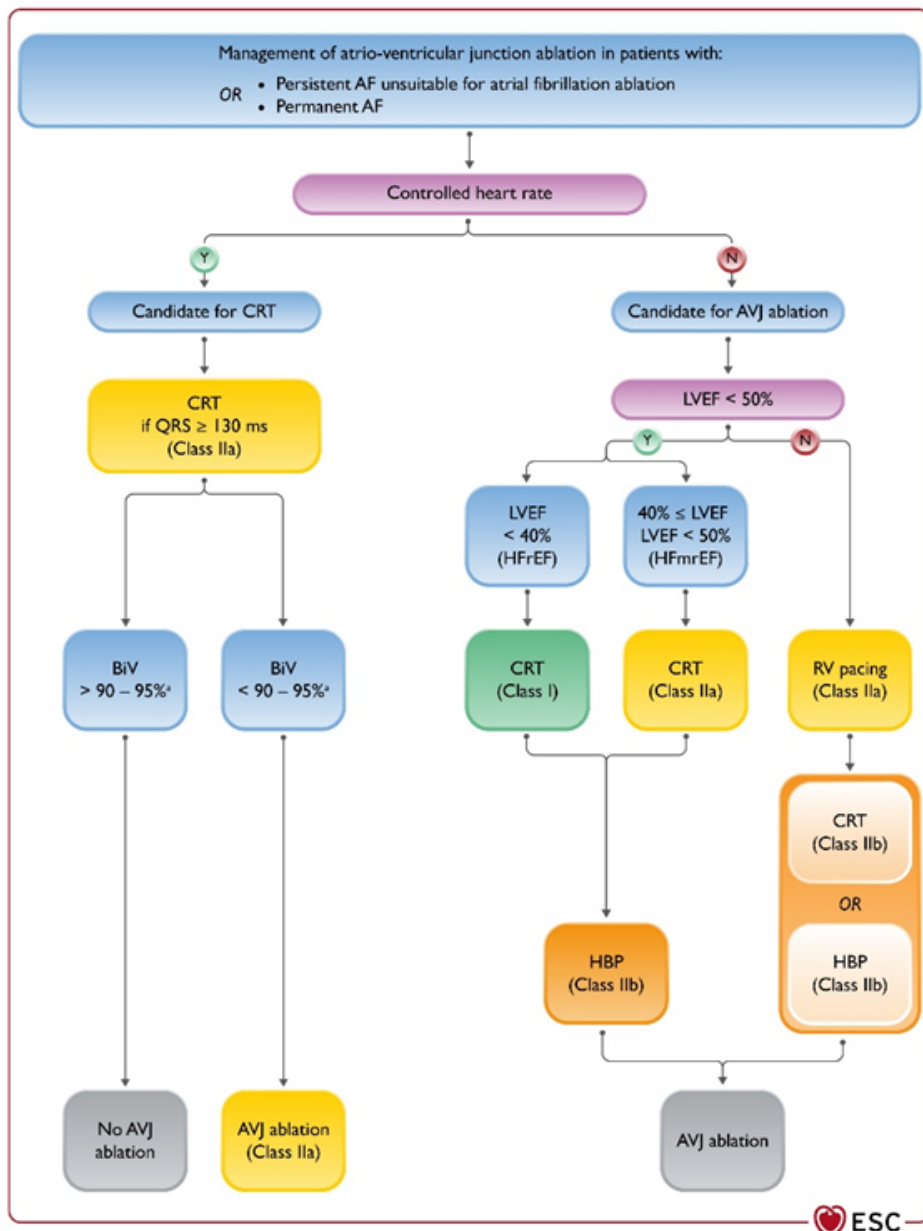 Management of atrio-ventricular junction ablation in patients with:
OR • Persistent AF unsuitable for atrial fibrillation ablation
• Permanent AF
Controlled heart rate
Y
N
Candidate for CRT
Candidate for AVJ ablation
CRT
if QRS ≥ 130 ms
(Class IIa)
LVEF < 50%
Y
N
LVEF
< 40%
(HFrEF)
40% ≤ LVEF
LVEF < 50%
(HFmrEF)
BiV
> 90 – 95%ᵃ
BiV
< 90 – 95%ᵃ
CRT
(Class I)
CRT
(Class IIa)
RV pacing
(Class IIa)
CRT
(Class IIb)
OR
HBP
(Class IIb)
HBP
(Class IIb)
No AVJ
ablation
AVJ ablation
(Class IIa)
AVJ ablation
ESC